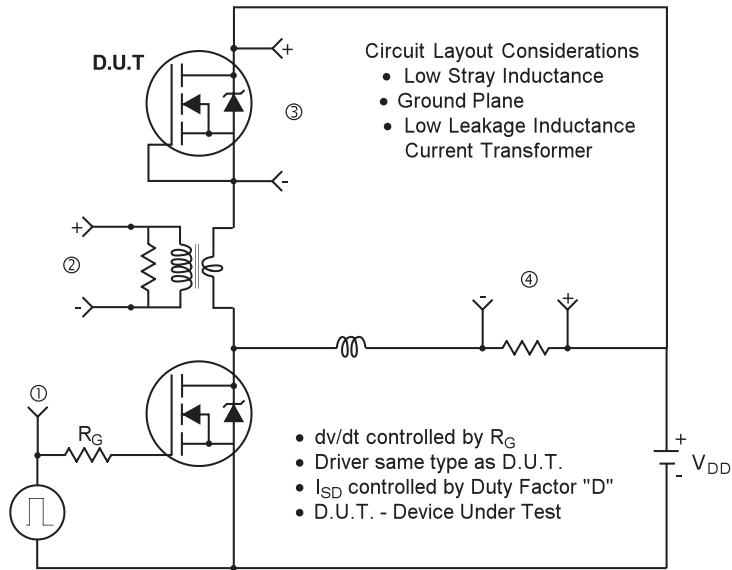 D.U.T
+
③
-
Circuit Layout Considerations
• Low Stray Inductance
• Ground Plane
• Low Leakage Inductance
Current Transformer
+
②
-
④
- +
①
R_G
• dv/dt controlled by R_G
• Driver same type as D.U.T.
• I_SD controlled by Duty Factor "D"
• D.U.T. - Device Under Test
+
V_DD
-